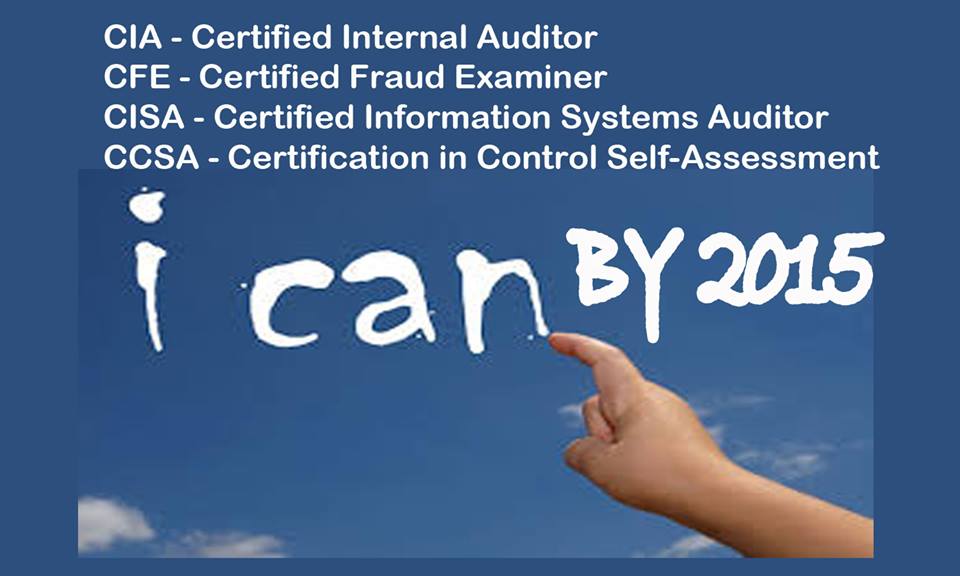 CIA - Certified Internal Auditor
CFE - Certified Fraud Examiner
CISA - Certified Information Systems Auditor
CCSA - Certification in Control Self-Assessment
i can BY 2015